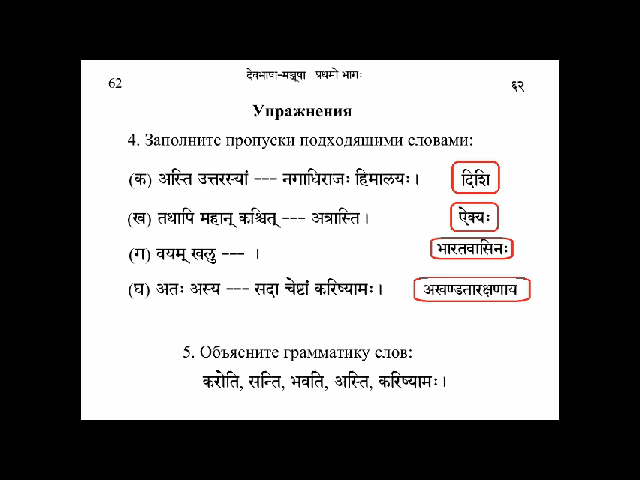 62 देवभाषा-मञ्जूषा प्रथमो भागः ६२
Упражнения
4. Заполните пропуски подходящими словами:
(क) अस्ति उत्तरस्यां --- नगाधिराजः हिमालयः। दिशि
(ख) तथापि महान् कश्चित् --- अत्रास्ति। ऐक्यः
(ग) वयम् खलु --- । भारतवासिनः
(घ) अतः अस्य --- सदा चेष्टां करिष्यामः। अखण्डतारक्षणाय
5. Объясните грамматику слов:
करोति, सन्ति, भवति, अस्ति, करिष्यामः।